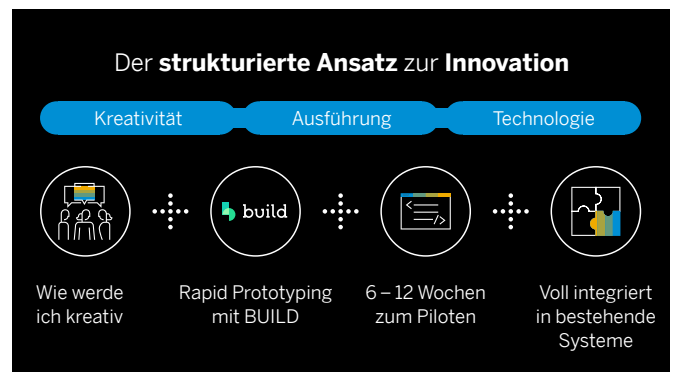 Der strukturierte Ansatz zur Innovation
Kreativität
Ausführung
Technologie
build
</>
Wie werde
ich kreativ
Rapid Prototyping
mit BUILD
6 – 12 Wochen
zum Piloten
Voll integriert
in bestehende
Systeme